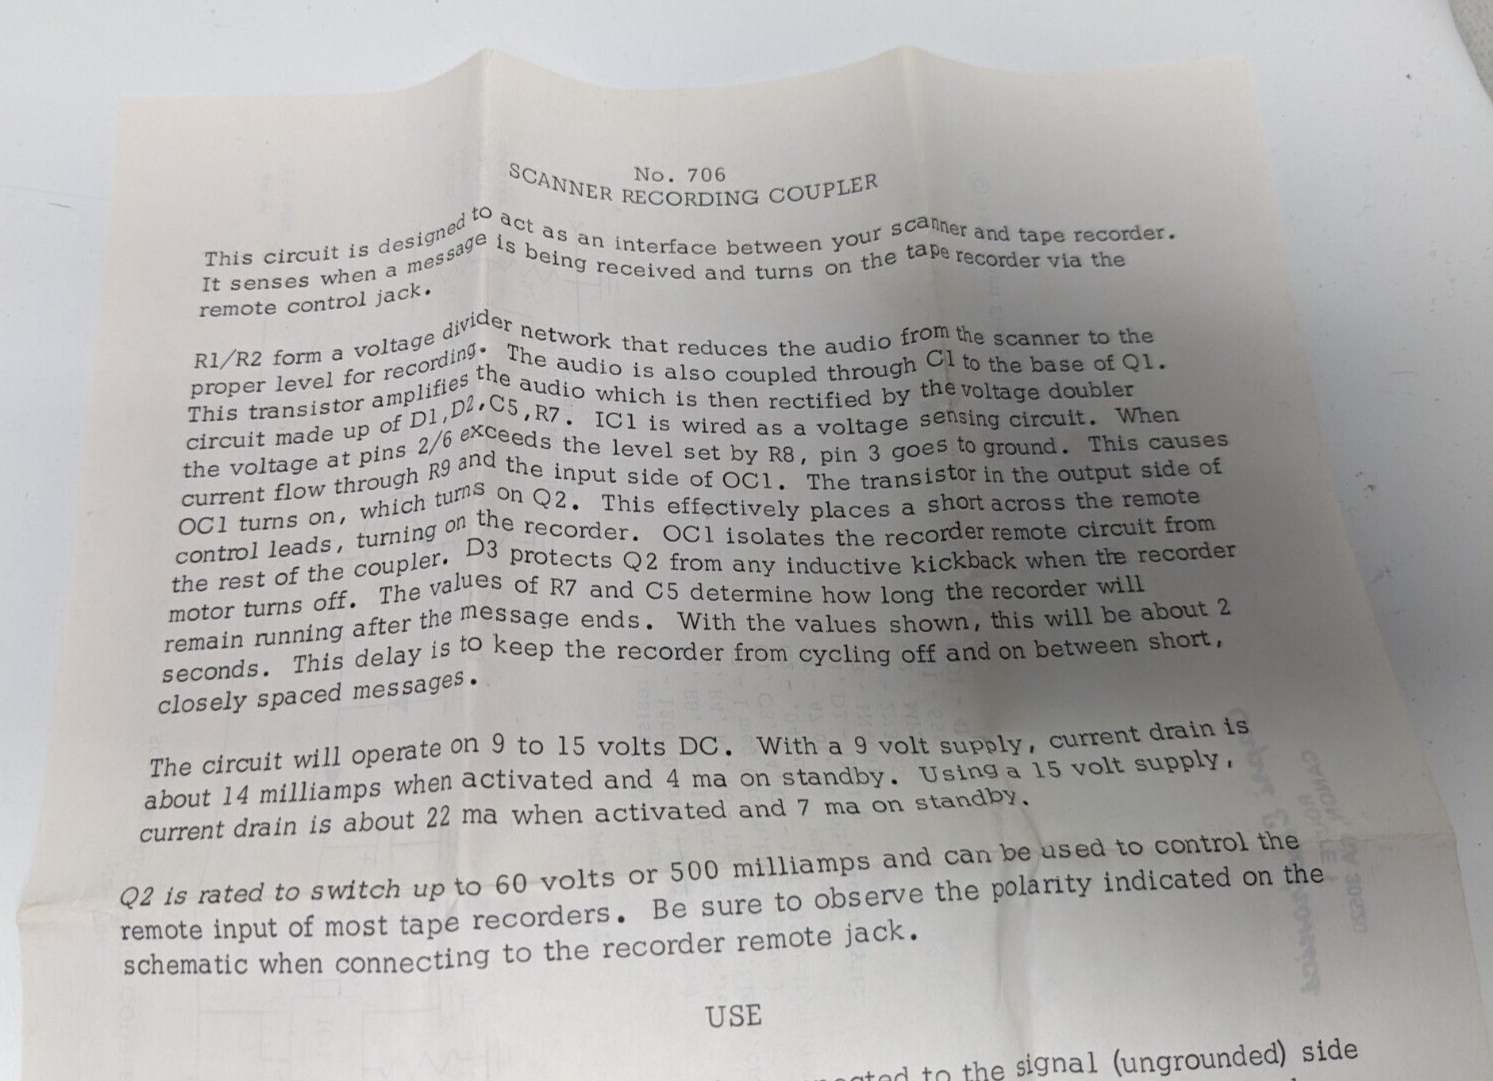 No. 706
SCANNER RECORDING COUPLER
This circuit is designed to act as an interface between your scanner and tape recorder.
It senses when a message is being received and turns on the tape recorder via the
remote control jack.
R1/R2 form a voltage divider network that reduces the audio from the scanner to the
proper level for recording. The audio is also coupled through C1 to the base of Q1.
This transistor amplifies the audio which is then rectified by the voltage doubler
circuit made up of D1,D2,C5,R7. IC1 is wired as a voltage sensing circuit. When
the voltage at pins 2/6 exceeds the level set by R8, pin 3 goes to ground. This causes
current flow through R9 and the input side of OC1. The transistor in the output side of
OC1 turns on, which turns on Q2. This effectively places a short across the remote
control leads, turning on the recorder. OC1 isolates the recorder remote circuit from
the rest of the coupler. D3 protects Q2 from any inductive kickback when the recorder
motor turns off. The values of R7 and C5 determine how long the recorder will
remain running after the message ends. With the values shown, this will be about 2
seconds. This delay is to keep the recorder from cycling off and on between short,
closely spaced messages.
The circuit will operate on 9 to 15 volts DC. With a 9 volt supply, current drain is
about 14 milliamps when activated and 4 ma on standby. Using a 15 volt supply,
current drain is about 22 ma when activated and 7 ma on standby.
Q2 is rated to switch up to 60 volts or 500 milliamps and can be used to control the
remote input of most tape recorders. Be sure to observe the polarity indicated on the
schematic when connecting to the recorder remote jack.
USE
to the signal (ungrounded) side